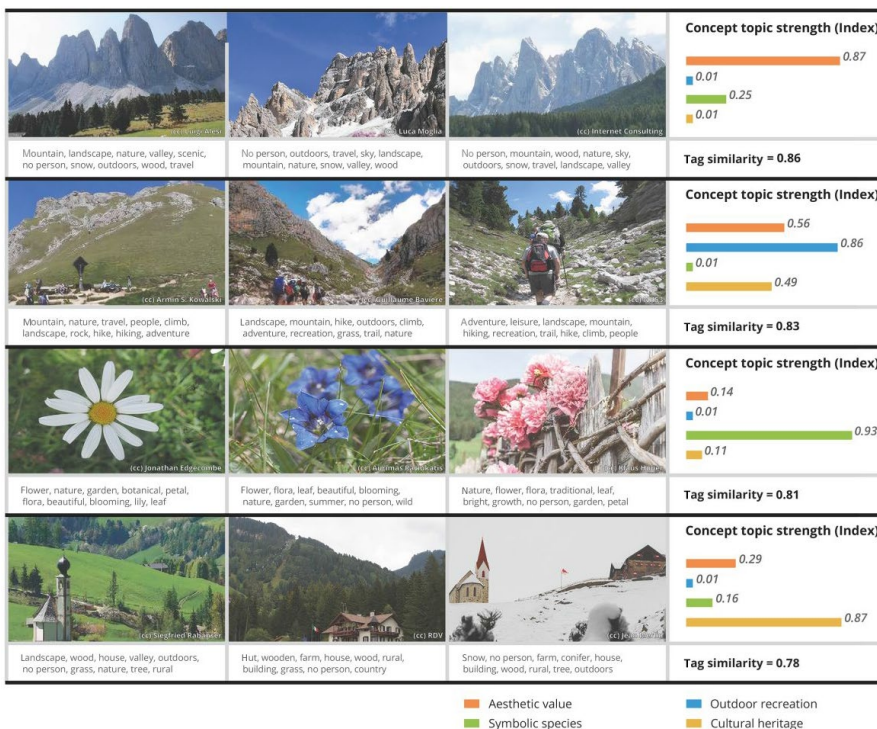 Concept topic strength (Index)
0.87
0.01
0.25
0.01
(cc) Luigi Alesi
(cc) Luca Moglia
(cc) Internet Consulting
Mountain, landscape, nature, valley, scenic,
no person, snow, outdoors, wood, travel
No person, outdoors, travel, sky, landscape,
mountain, nature, snow, valley, wood
No person, mountain, wood, nature, sky,
outdoors, snow, travel, landscape, valley
Tag similarity = 0.86
Concept topic strength (Index)
0.56
0.86
0.01
0.49
(cc) Armin S. Kowalski
(cc) Guillaume Baviere
(cc)
Mountain, nature, travel, people, climb,
landscape, rock, hike, hiking, adventure
Landscape, mountain, hike, outdoors, climb,
adventure, recreation, grass, trail, nature
Adventure, leisure, landscape, mountain,
hiking, recreation, trail, hike, climb, people
Tag similarity = 0.83
Concept topic strength (Index)
0.14
0.01
0.93
0.11
(cc) Jonathan Edgecombe
(cc)
(cc)
Flower, nature, garden, botanical, petal,
flora, beautiful, blooming, lily, leaf
Flower, flora, leaf, beautiful, blooming,
nature, garden, summer, no person, wild
Nature, flower, flora, traditional, leaf,
bright, growth, no person, garden, petal
Tag similarity = 0.81
Concept topic strength (Index)
0.29
0.01
0.16
0.87
(cc) Siegfried Rabanser
(cc) RDV
(cc)
Landscape, wood, house, valley, outdoors,
no person, grass, nature, tree, rural
Hut, wooden, farm, house, wood, rural,
building, grass, no person, country
Snow, no person, farm, conifer, house,
building, wood, rural, tree, outdoors
Tag similarity = 0.78
Aesthetic value
Outdoor recreation
Symbolic species
Cultural heritage